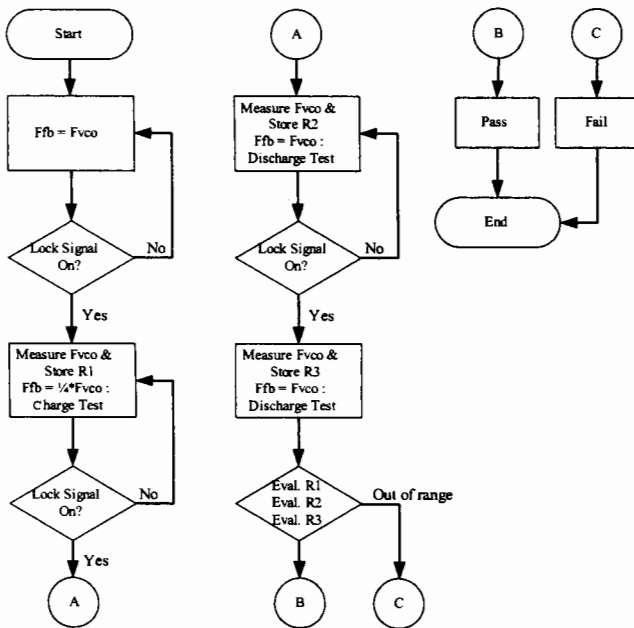 Start
Ffb = Fvco
Lock Signal
On?
No
Yes
Measure Fvco &
Store R1
Ffb = ¼*Fvco :
Charge Test
Lock Signal
On?
No
Yes
A
A
Measure Fvco &
Store R2
Ffb = Fvco :
Discharge Test
Lock Signal
On?
No
Yes
Measure Fvco &
Store R3
Ffb = Fvco :
Discharge Test
Eval. R1
Eval. R2
Eval. R3
Out of range
B
C
B
C
Pass
Fail
End